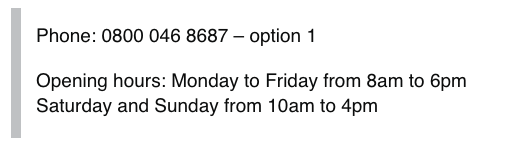 Phone: 0800 046 8687 – option 1
Opening hours: Monday to Friday from 8am to 6pm
Saturday and Sunday from 10am to 4pm